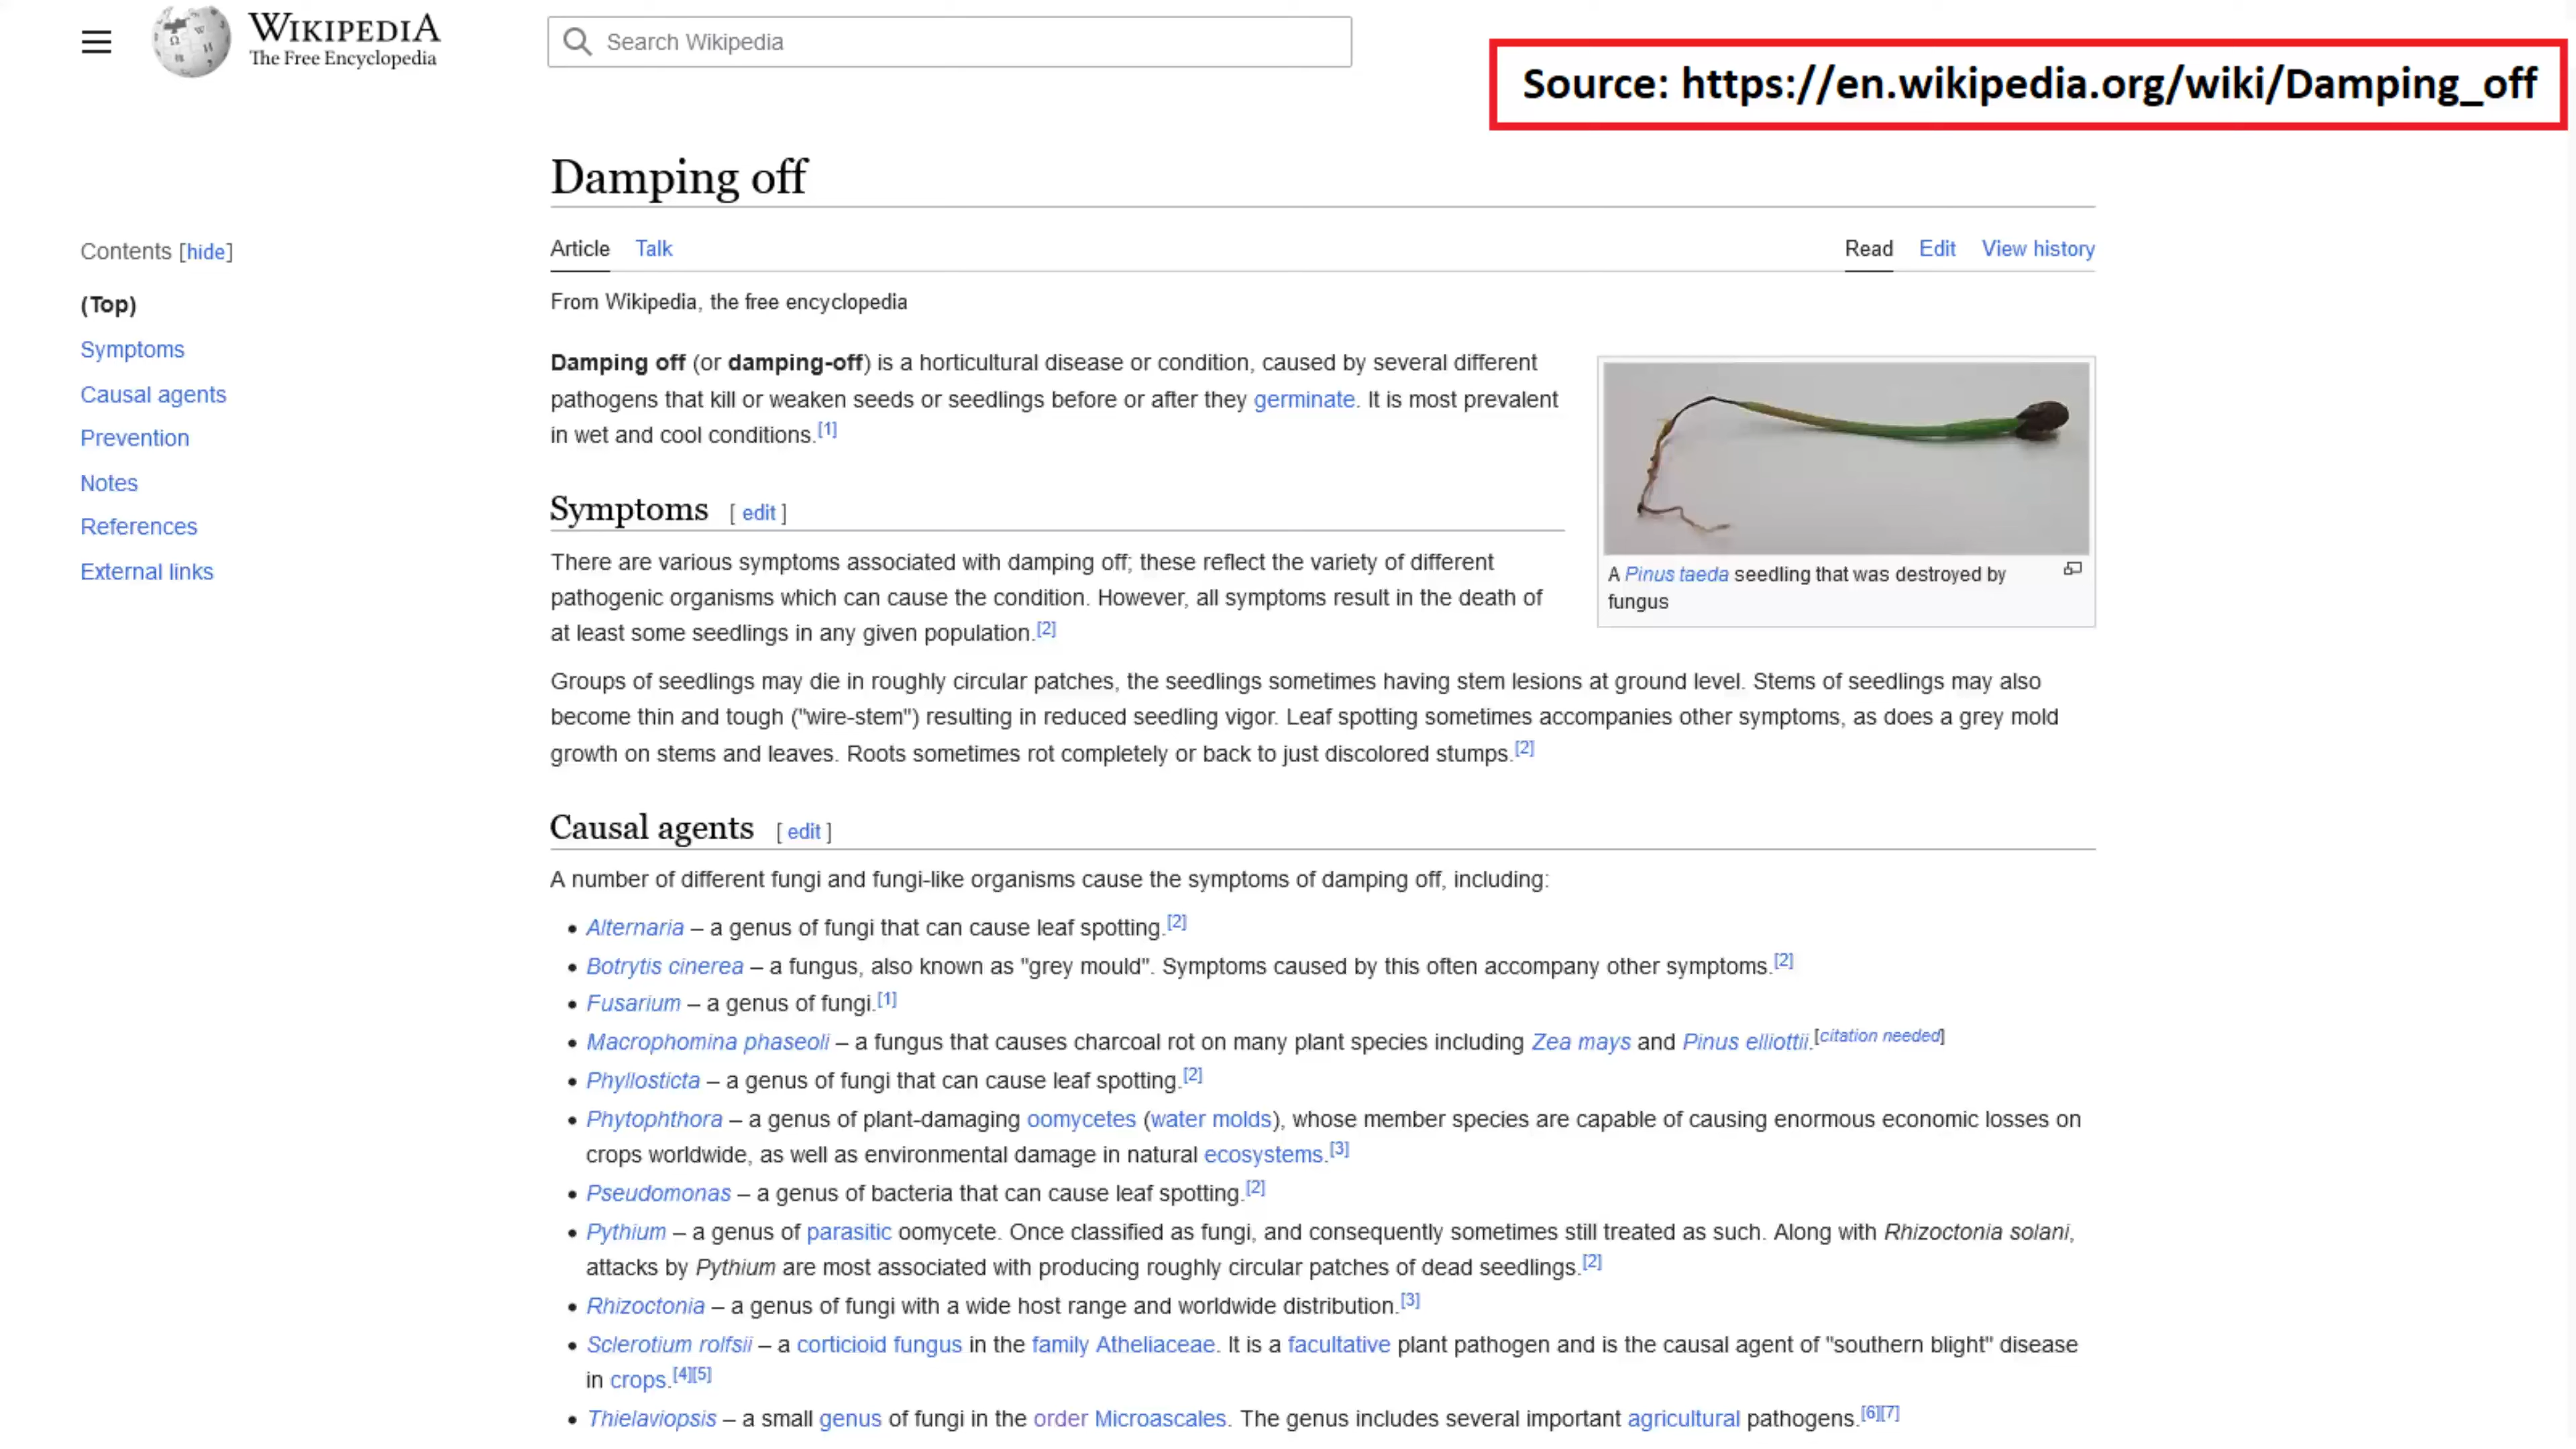 WIKIPEDIA
The Free Encyclopedia
Search Wikipedia
Source: https://en.wikipedia.org/wiki/Damping_off
Damping off
Contents [hide]
(Top)
Symptoms
Causal agents
Prevention
Notes
References
External links
Article Talk
Read Edit View history
From Wikipedia, the free encyclopedia
Damping off (or damping-off) is a horticultural disease or condition, caused by several different
pathogens that kill or weaken seeds or seedlings before or after they germinate. It is most prevalent
in wet and cool conditions.[1]
A Pinus taeda seedling that was destroyed by
fungus
Symptoms [ edit ]
There are various symptoms associated with damping off; these reflect the variety of different
pathogenic organisms which can cause the condition. However, all symptoms result in the death of
at least some seedlings in any given population.[2]
Groups of seedlings may die in roughly circular patches, the seedlings sometimes having stem lesions at ground level. Stems of seedlings may also
become thin and tough ("wire-stem") resulting in reduced seedling vigor. Leaf spotting sometimes accompanies other symptoms, as does a grey mold
growth on stems and leaves. Roots sometimes rot completely or back to just discolored stumps.[2]
Causal agents [ edit ]
A number of different fungi and fungi-like organisms cause the symptoms of damping off, including:
• Alternaria – a genus of fungi that can cause leaf spotting.[2]
• Botrytis cinerea – a fungus, also known as "grey mould". Symptoms caused by this often accompany other symptoms.[2]
• Fusarium – a genus of fungi.[1]
• Macrophomina phaseoli – a fungus that causes charcoal rot on many plant species including Zea mays and Pinus elliottii.[citation needed]
• Phyllosticta – a genus of fungi that can cause leaf spotting.[2]
• Phytophthora – a genus of plant-damaging oomycetes (water molds), whose member species are capable of causing enormous economic losses on
crops worldwide, as well as environmental damage in natural ecosystems.[3]
• Pseudomonas – a genus of bacteria that can cause leaf spotting.[2]
• Pythium – a genus of parasitic oomycete. Once classified as fungi, and consequently sometimes still treated as such. Along with Rhizoctonia solani,
attacks by Pythium are most associated with producing roughly circular patches of dead seedlings.[2]
• Rhizoctonia – a genus of fungi with a wide host range and worldwide distribution.[3]
• Sclerotium rolfsii – a corticioid fungus in the family Atheliaceae. It is a facultative plant pathogen and is the causal agent of "southern blight" disease
in crops.[4][5]
• Thielaviopsis – a small genus of fungi in the order Microascales. The genus includes several important agricultural pathogens.[6][7]